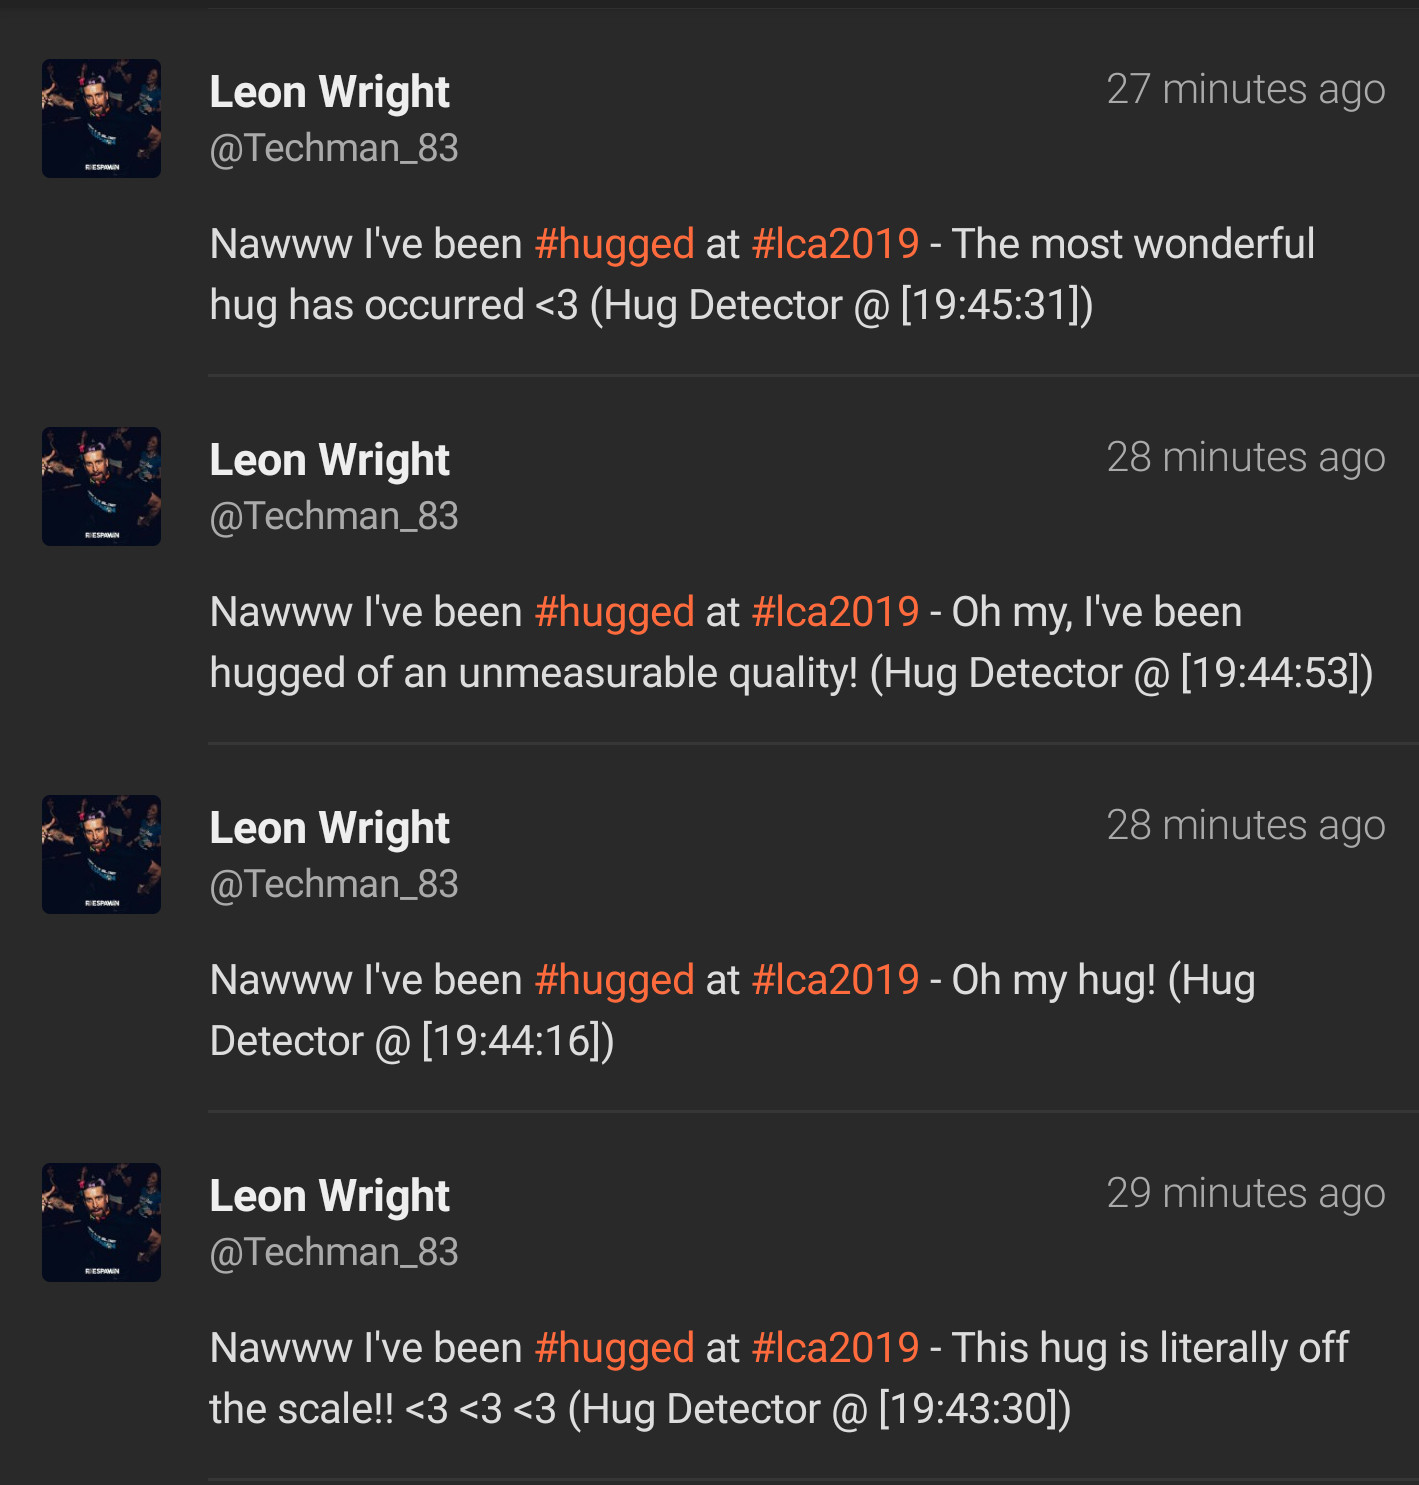 Leon Wright
27 minutes ago
@Techman_83
Nawww I've been #hugged at #lca2019 - The most wonderful
hug has occurred <3 (Hug Detector @ [19:45:31])
Leon Wright
28 minutes ago
@Techman_83
Nawww I've been #hugged at #lca2019 - Oh my, I've been
hugged of an unmeasurable quality! (Hug Detector @ [19:44:53])
Leon Wright
28 minutes ago
@Techman_83
Nawww I've been #hugged at #lca2019 - Oh my hug! (Hug
Detector @ [19:44:16])
Leon Wright
29 minutes ago
@Techman_83
Nawww I've been #hugged at #lca2019 - This hug is literally off
the scale!! <3 <3 <3 (Hug Detector @ [19:43:30])